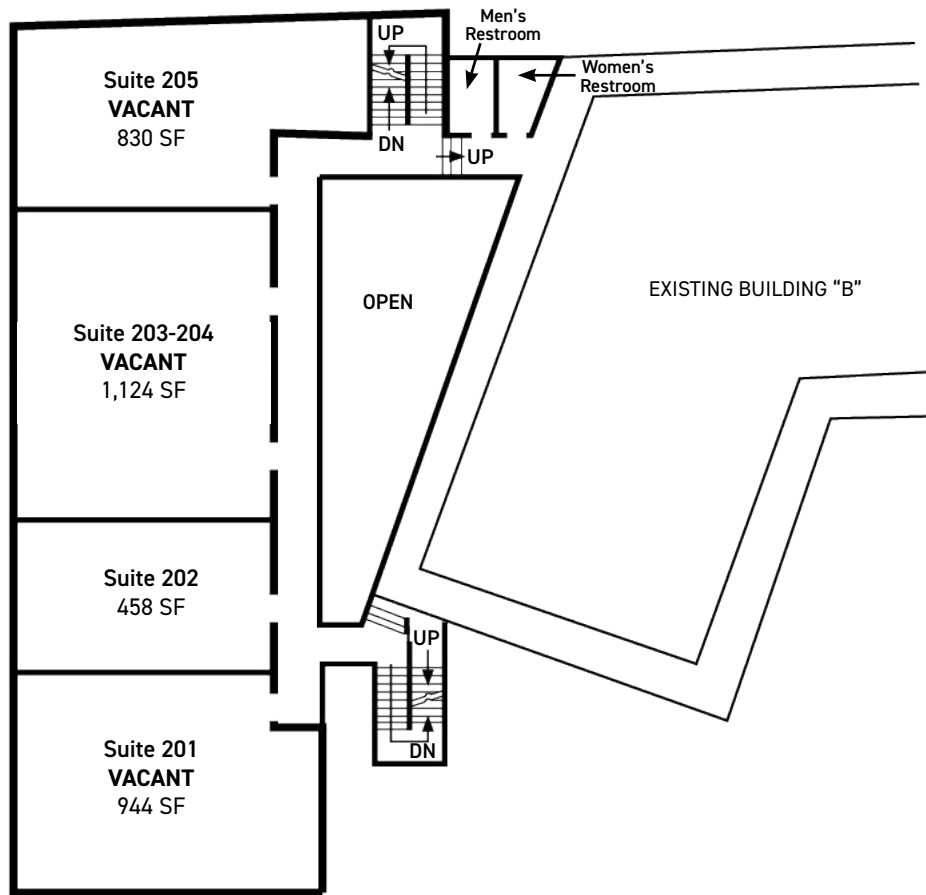 Men's
Restroom
UP
Women's
Restroom
Suite 205
VACANT
830 SF
DN
UP
EXISTING BUILDING “B”
OPEN
Suite 203-204
VACANT
1,124 SF
Suite 202
458 SF
UP
Suite 201
VACANT
944 SF
DN